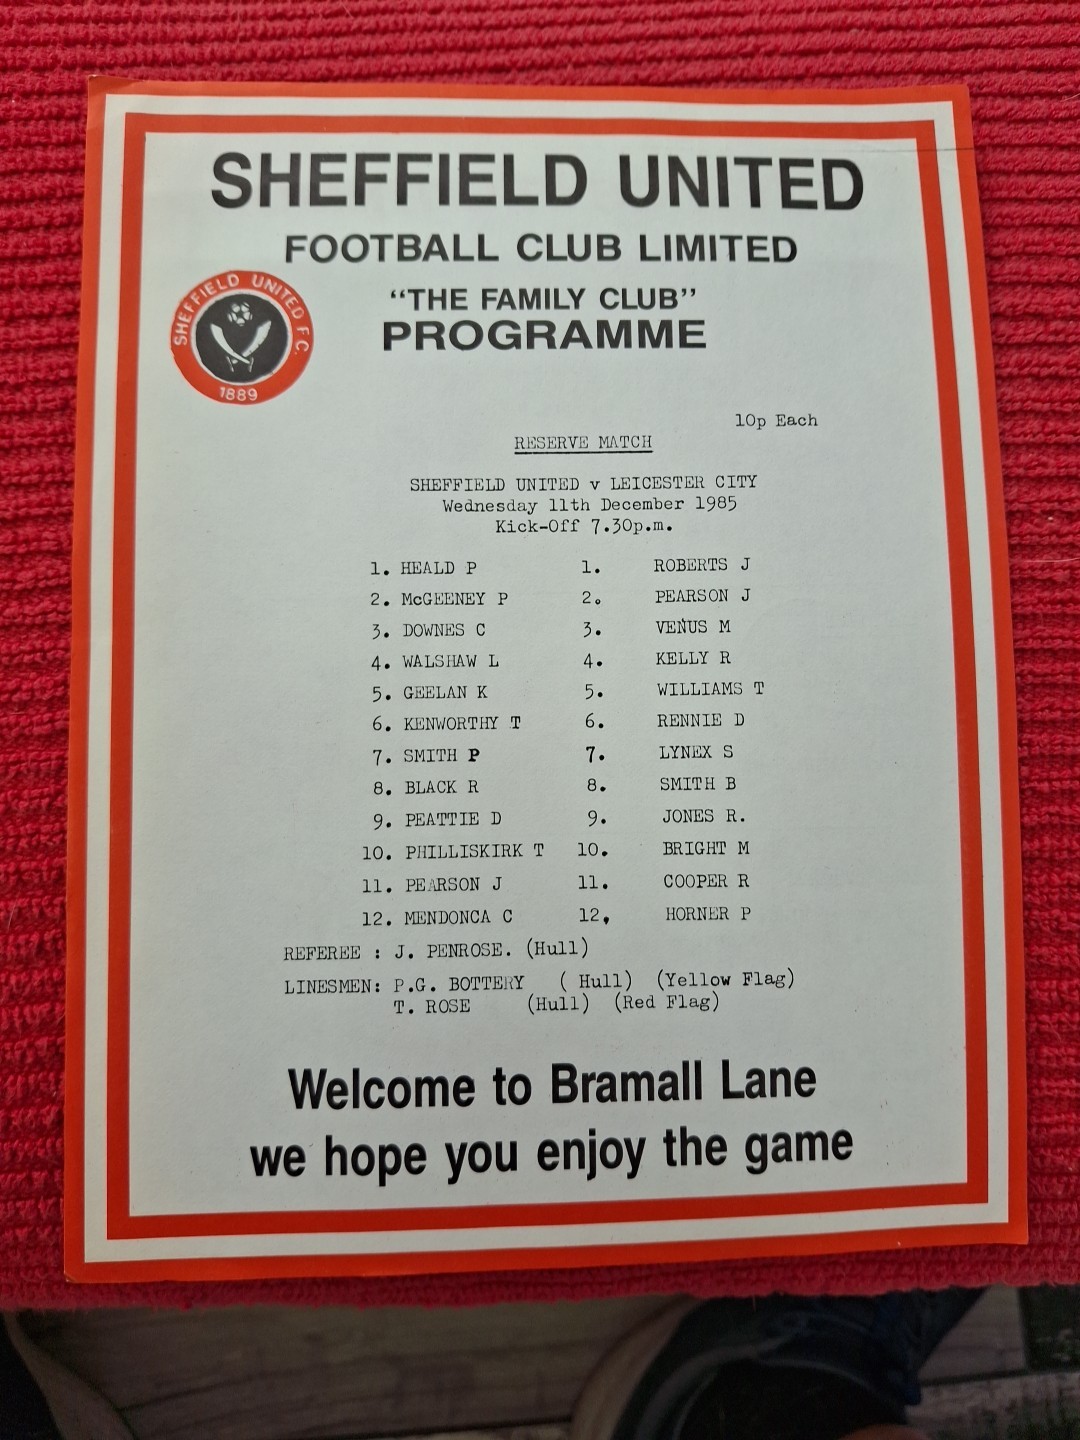 SHEFFIELD UNITED
FOOTBALL CLUB LIMITED
"THE FAMILY CLUB"
PROGRAMME
SHEFFIELD UNITED F.C.
1889
10p Each
RESERVE MATCH
SHEFFIELD UNITED v LEICESTER CITY
Wednesday 11th December 1985
Kick-Off 7.30p.m.
1. HEALD P 1. ROBERTS J
2. McGEENEY P 2. PEARSON J
3. DOWNES C 3. VENUS M
4. WALSHAW L 4. KELLY R
5. GEELAN K 5. WILLIAMS T
6. KENWORTHY T 6. RENNIE D
7. SMITH P 7. LYNEX S
8. BLACK R 8. SMITH B
9. PEATTIE D 9. JONES R.
10. PHILLISKIRK T 10. BRIGHT M
11. PEARSON J 11. COOPER R
12. MENDONCA C 12, HORNER P
REFEREE : J. PENROSE. (Hull)
LINESMEN: P.G. BOTTERY ( Hull) (Yellow Flag)
T. ROSE (Hull) (Red Flag)
Welcome to Bramall Lane
we hope you enjoy the game